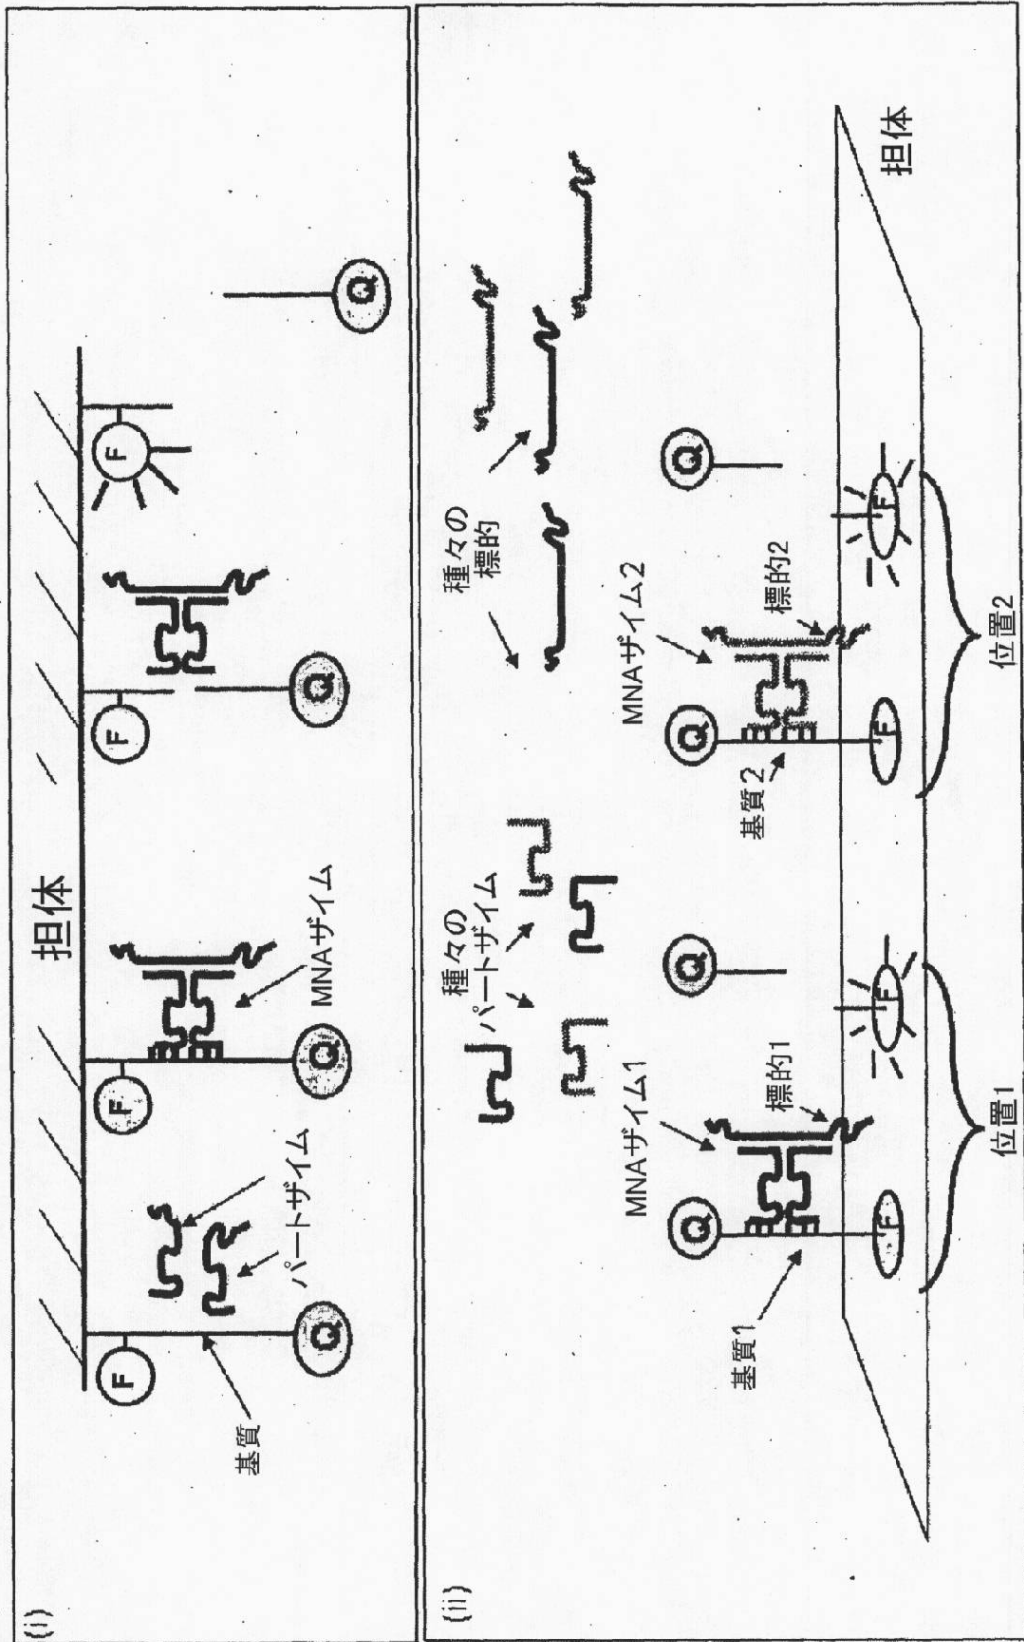 (i)
担体
F
F
F
F
基質
パートザイム
MNAザイム
Q
Q
Q
Q
(ii)
種々の
パートザイム
種々の
標的
MNAザイム1
MNAザイム2
Q
Q
Q
Q
標的1
標的2
基質1
基質2
担体
F
F
F
F
位置1
位置2